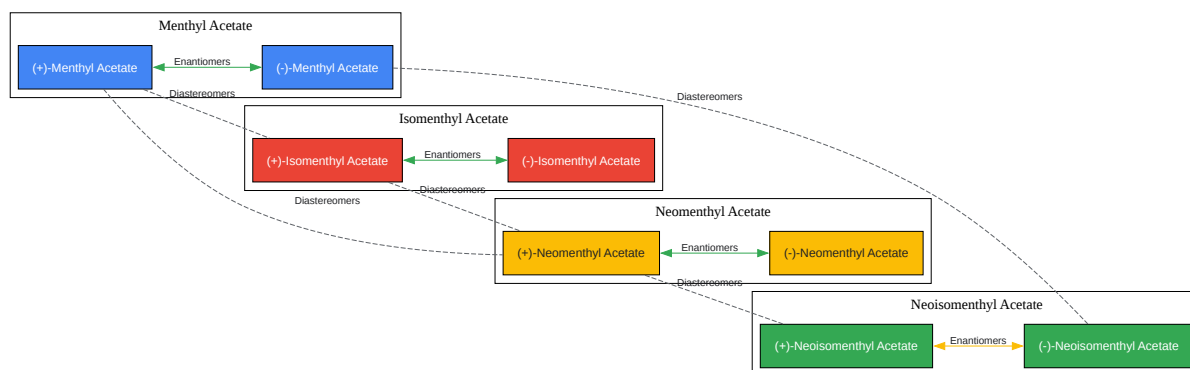 Menthyl Acetate
(+)-Menthyl Acetate
Enantiomers
(-)-Menthyl Acetate
Diastereomers
Diastereomers
Isomenthyl Acetate
(+)-Isomenthyl Acetate
Enantiomers
(-)-Isomenthyl Acetate
Diastereomers
Diastereomers
Neomenthyl Acetate
(+)-Neomenthyl Acetate
Enantiomers
(-)-Neomenthyl Acetate
Diastereomers
Neoisomenthyl Acetate
(+)-Neoisomenthyl Acetate
Enantiomers
(-)-Neoisomenthyl Acetate